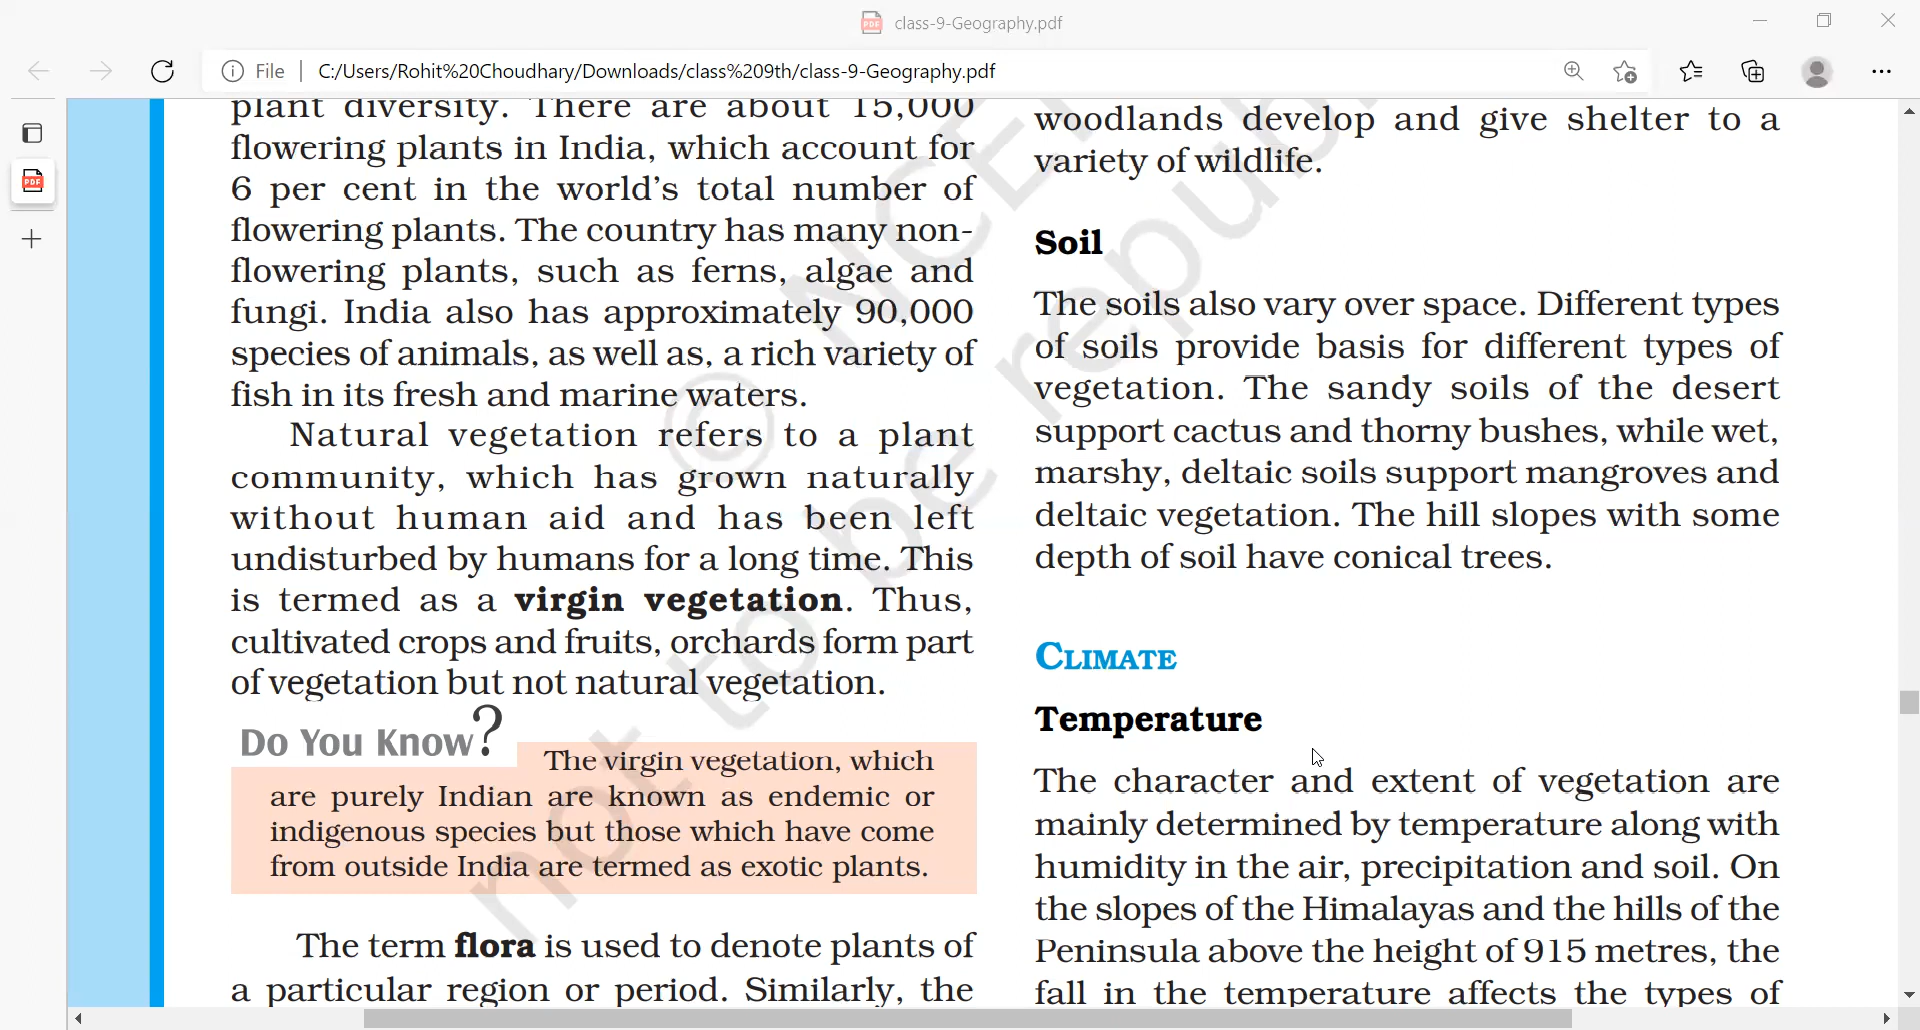 class-9-Geography.pdf
File | C:/Users/Rohit%20Choudhary/Downloads/class%209th/class-9-Geography.pdf
plant diversity. There are about 15,000
flowering plants in India, which account for
6 per cent in the world's total number of
flowering plants. The country has many non-
flowering plants, such as ferns, algae and
fungi. India also has approximately 90,000
species of animals, as well as, a rich variety of
fish in its fresh and marine waters.
Natural vegetation refers to a plant
community, which has grown naturally
without human aid and has been left
undisturbed by humans for a long time. This
is termed as a virgin vegetation. Thus,
cultivated crops and fruits, orchards form part
of vegetation but not natural vegetation.
Do You Know?
The virgin vegetation, which
are purely Indian are known as endemic or
indigenous species but those which have come
from outside India are termed as exotic plants.
The term flora is used to denote plants of
a particular region or period. Similarly, the
woodlands develop and give shelter to a
variety of wildlife.
Soil
The soils also vary over space. Different types
of soils provide basis for different types of
vegetation. The sandy soils of the desert
support cactus and thorny bushes, while wet,
marshy, deltaic soils support mangroves and
deltaic vegetation. The hill slopes with some
depth of soil have conical trees.
CLIMATE
Temperature
The character and extent of vegetation are
mainly determined by temperature along with
humidity in the air, precipitation and soil. On
the slopes of the Himalayas and the hills of the
Peninsula above the height of 915 metres, the
fall in the temperature affects the types of
© NCE
not to be repu